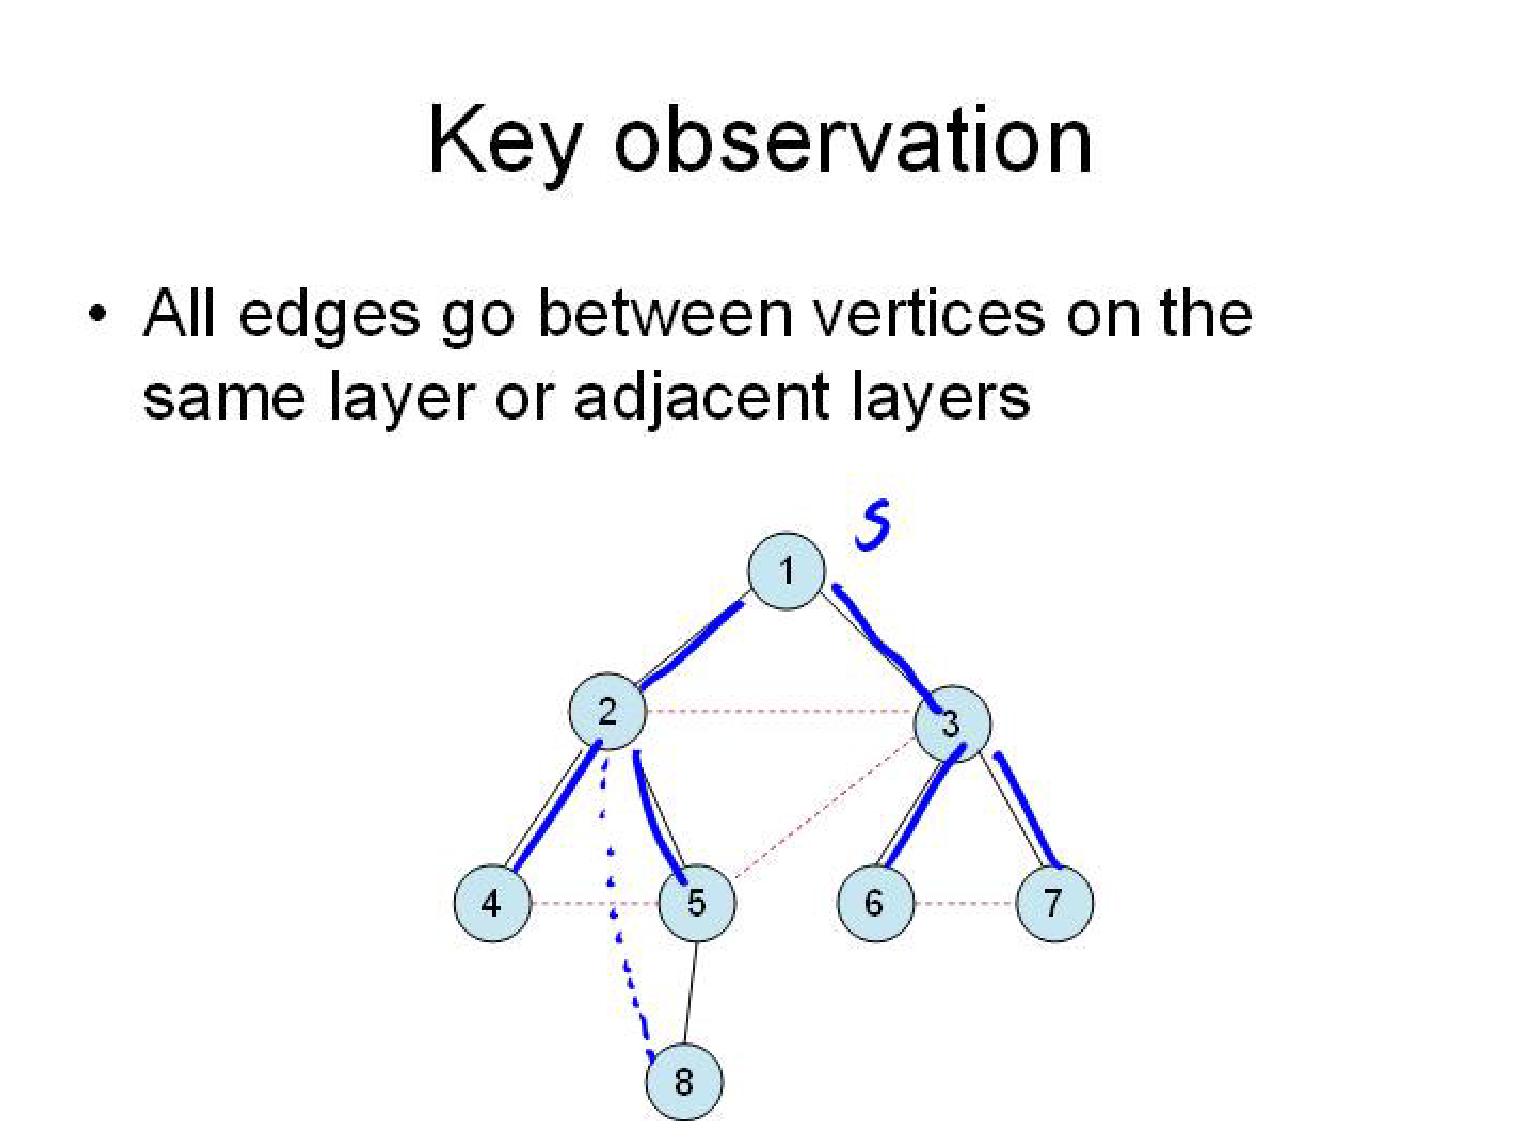 Key observation
• All edges go between vertices on the
same layer or adjacent layers
S
1
2
3
4
5
6
7
8